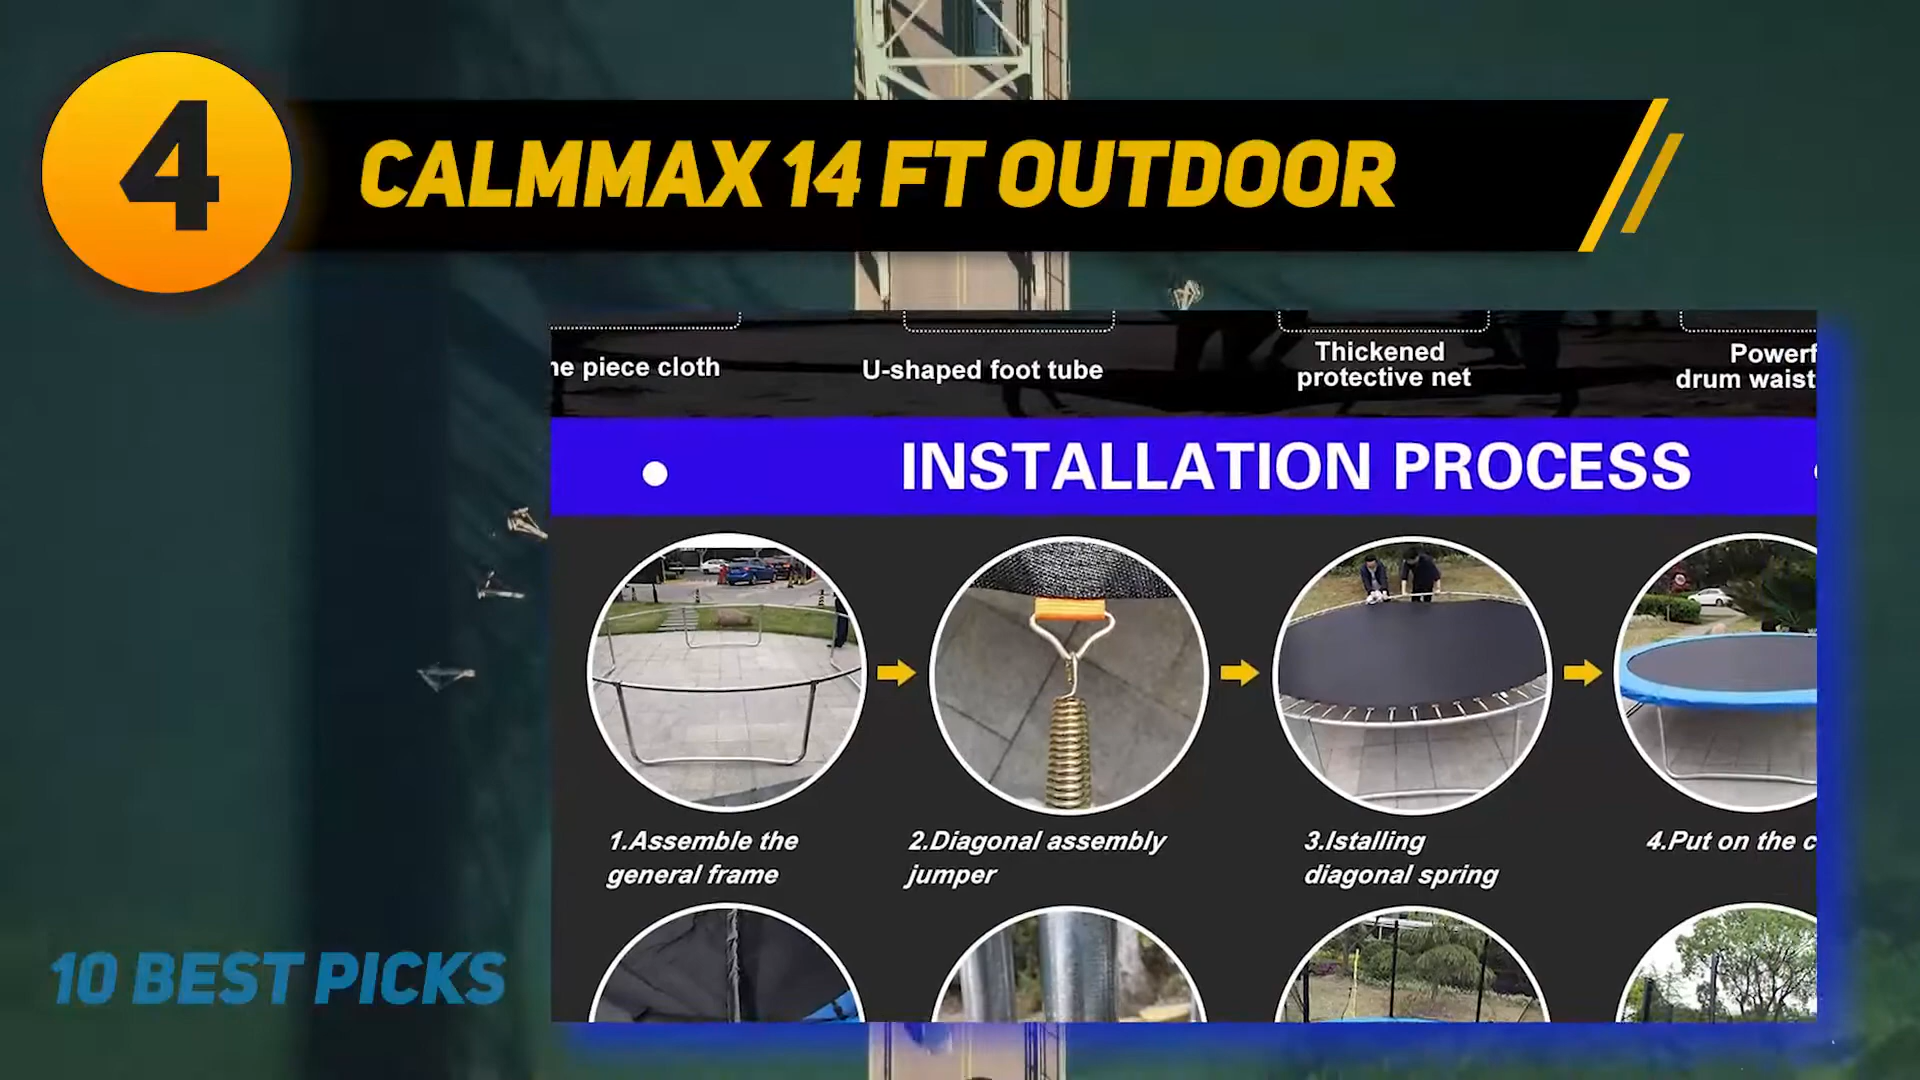 4
CALMMAX 14 FT OUTDOOR
ne piece cloth
U-shaped foot tube
Thickened
protective net
Powerf
drum waist
INSTALLATION PROCESS
1.Assemble the
general frame
2.Diagonal assembly
jumper
3.Istalling
diagonal spring
4.Put on the c
10 BEST PICKS